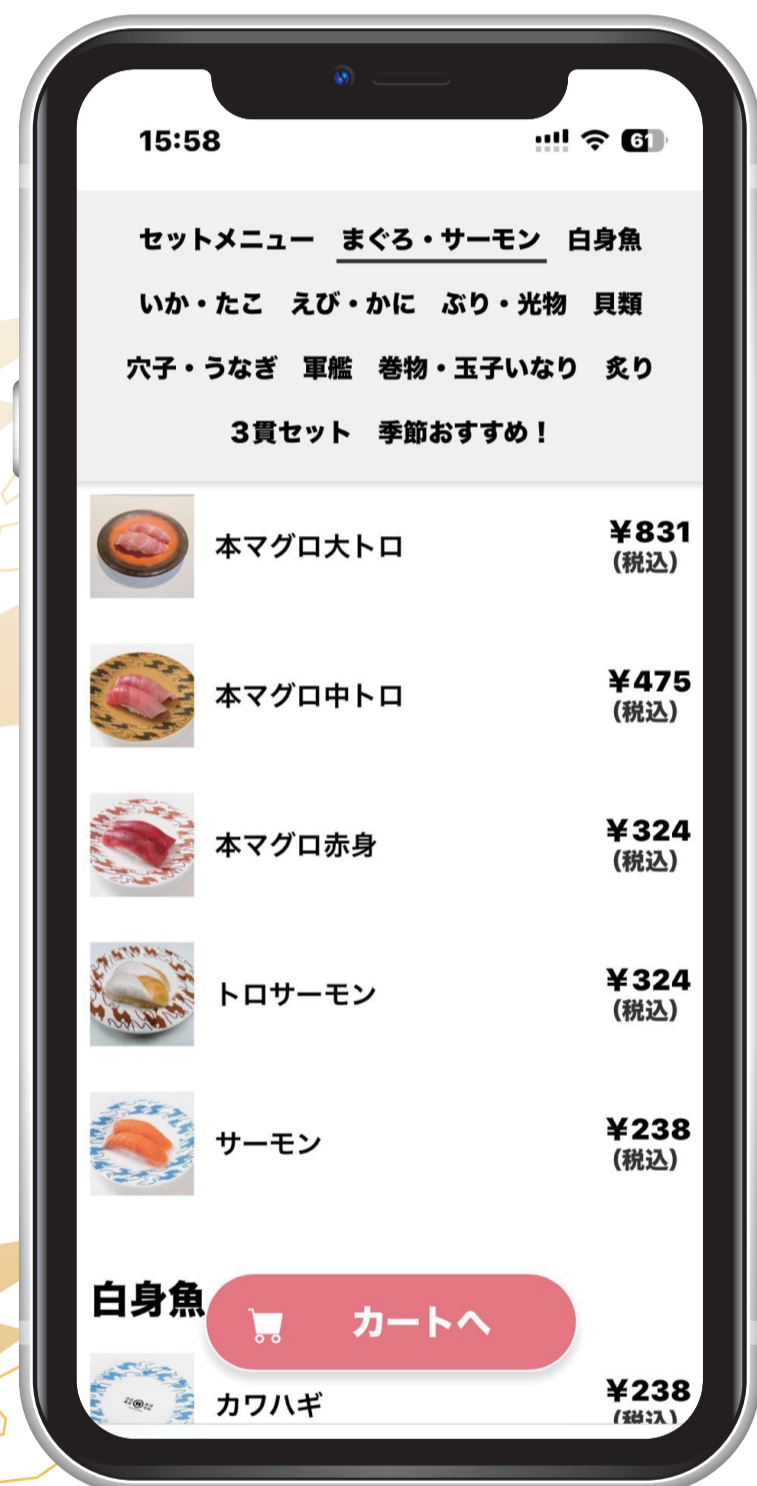 15:58
61
セットメニュー まぐろ・サーモン 白身魚
いか・たこ えび・かに ぶり・光物 貝類
穴子・うなぎ 軍艦 巻物・玉子いなり 炙り
3貫セット 季節おすすめ！
本マグロ大トロ ¥831
(税込)
本マグロ中トロ ¥475
(税込)
本マグロ赤身 ¥324
(税込)
トロサーモン ¥324
(税込)
サーモン ¥238
(税込)
白身魚
カートへ
カワハギ ¥238
(税込)